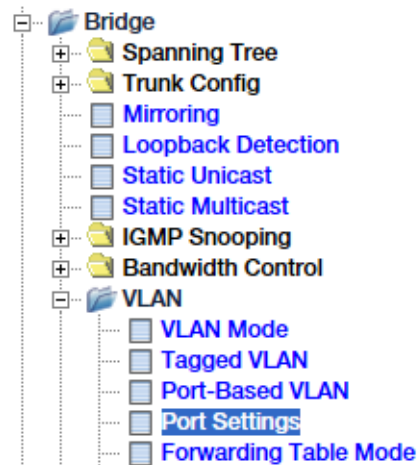 Bridge
Spanning Tree
Trunk Config
Mirroring
Loopback Detection
Static Unicast
Static Multicast
IGMP Snooping
Bandwidth Control
VLAN
VLAN Mode
Tagged VLAN
Port-Based VLAN
Port Settings
Forwarding Table Mode